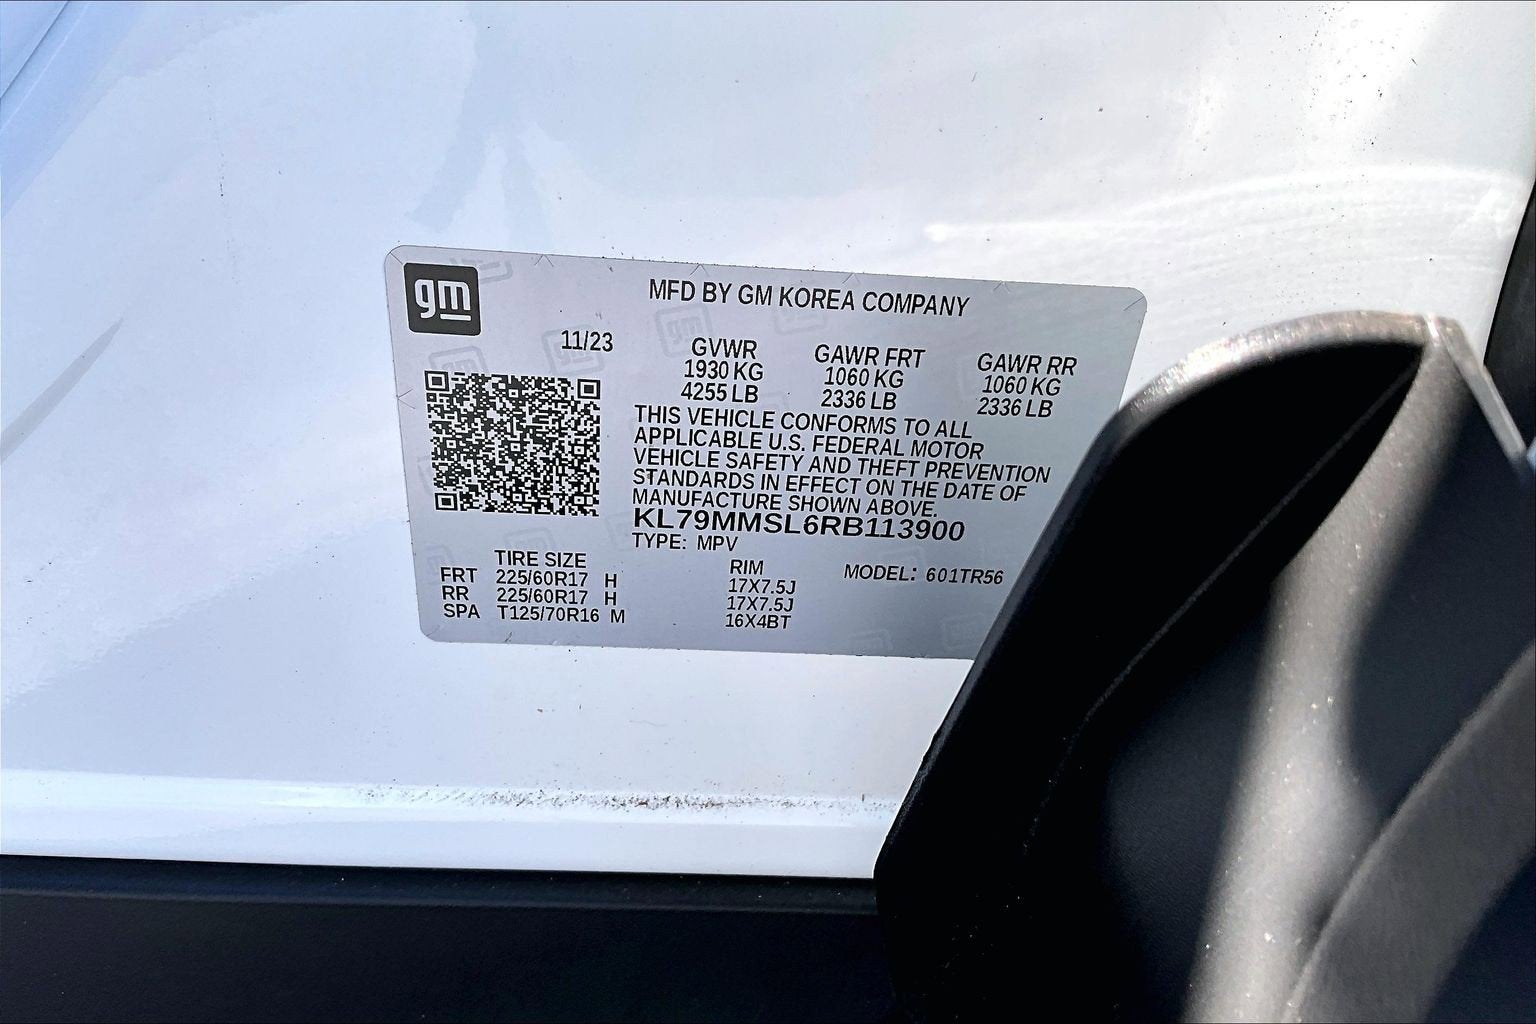 gm
MFD BY GM KOREA COMPANY
11/23
GVWR GAWR FRT GAWR RR
1930 KG 1060 KG 1060 KG
4255 LB 2336 LB 2336 LB
THIS VEHICLE CONFORMS TO ALL
APPLICABLE U.S. FEDERAL MOTOR
VEHICLE SAFETY AND THEFT PREVENTION
STANDARDS IN EFFECT ON THE DATE OF
MANUFACTURE SHOWN ABOVE.
KL79MMSL6RB113900
TYPE: MPV
TIRE SIZE RIM MODEL: 601TR56
FRT 225/60R17 H 17X7.5J
RR 225/60R17 H 17X7.5J
SPA T125/70R16 M 16X4BT